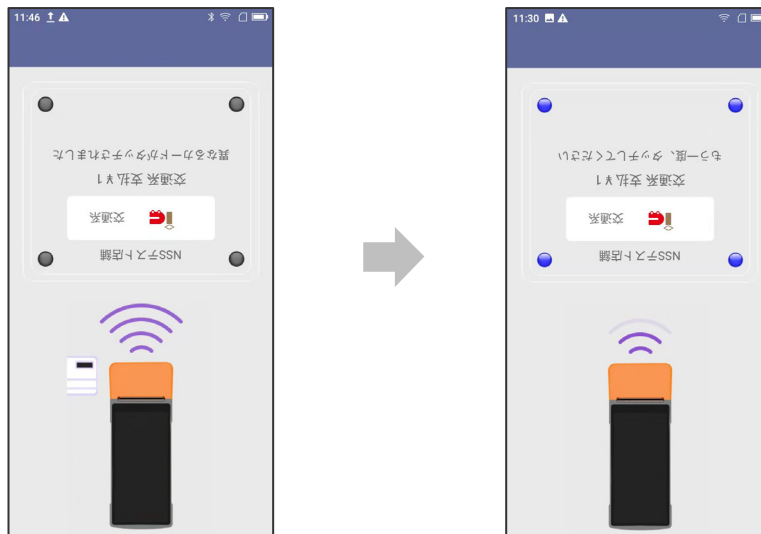 11:46
NSSテスト店舗
交通系
交通系 支払 ¥1
異なるカードがタッチされました
11:30
NSSテスト店舗
交通系
交通系 支払 ¥1
もう一度、タッチしてください